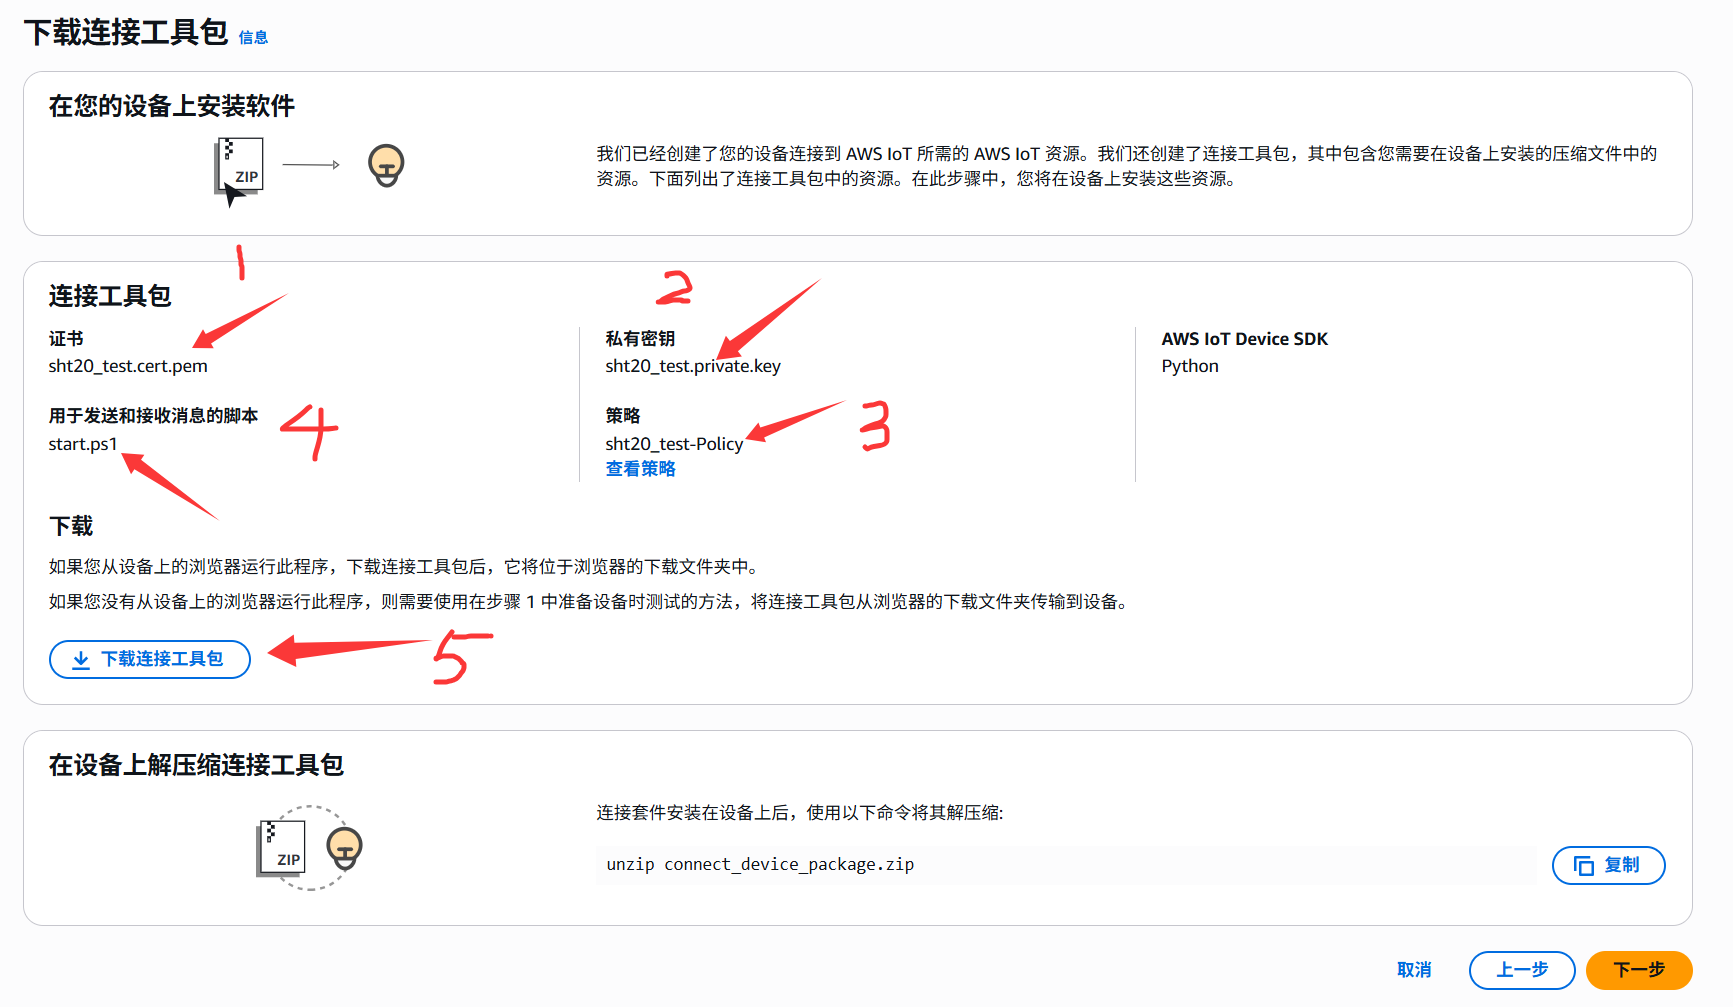 下载连接工具包 信息
在您的设备上安装软件
ZIP
我们已经创建了您的设备连接到 AWS IoT 所需的 AWS IoT 资源。我们还创建了连接工具包，其中包含您需要在设备上安装的压缩文件中的
资源。下面列出了连接工具包中的资源。在此步骤中，您将在设备上安装这些资源。
1
连接工具包
2
证书
sht20_test.cert.pem
私有密钥
sht20_test.private.key
AWS IoT Device SDK
Python
用于发送和接收消息的脚本
start.ps1
4
策略
sht20_test-Policy
查看策略
3
下载
如果您从设备上的浏览器运行此程序，下载连接工具包后，它将位于浏览器的下载文件夹中。
如果您没有从设备上的浏览器运行此程序，则需要使用在步骤 1 中准备设备时测试的方法，将连接工具包从浏览器的下载文件夹传输到设备。
下载连接工具包
5
在设备上解压缩连接工具包
ZIP
连接套件安装在设备上后，使用以下命令将其解压缩:
unzip connect_device_package.zip
复制
取消
上一步
下一步